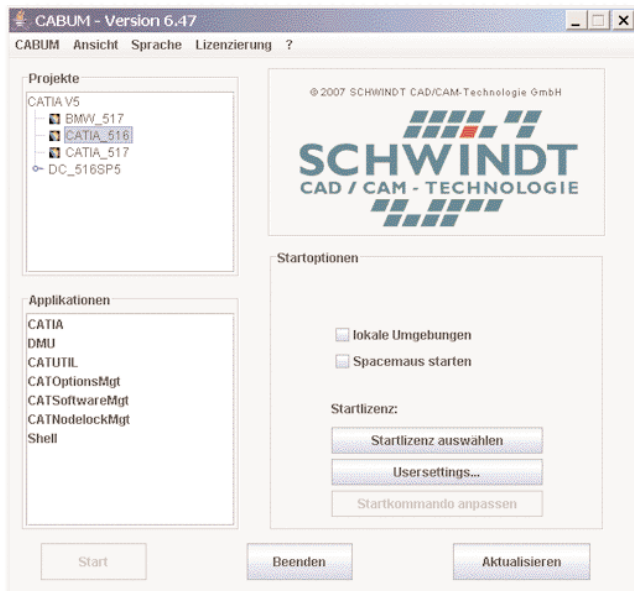 CABUM - Version 6.47
CABUM Ansicht Sprache Lizenzierung ?
Projekte
CATIA V5
BMW_517
CATIA_516
CATIA_517
DC_516SP5
© 2007 SCHWINDT CAD/CAM-Technologie GmbH
SCHWINDT
CAD / CAM - TECHNOLOGIE
Applikationen
CATIA
DMU
CATUTIL
CATOptionsMgt
CATSoftwareMgt
CATNodelockMgt
Shell
Startoptionen
lokale Umgebungen
Spacemaus starten
Startlizenz:
Startlizenz auswählen
Usersettings...
Startkommando anpassen
Start Beenden Aktualisieren